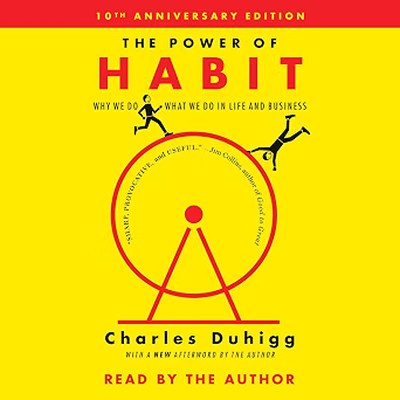 10TH ANNIVERSARY EDITION
THE POWER OF
HABIT
WHY WE DO WHAT WE DO IN LIFE AND BUSINESS
"SHARP, PROVOCATIVE, and USEFUL." —Jim Collins, author of Good to Great
Charles Duhigg
WITH A NEW AFTERWORD BY THE AUTHOR
READ BY THE AUTHOR